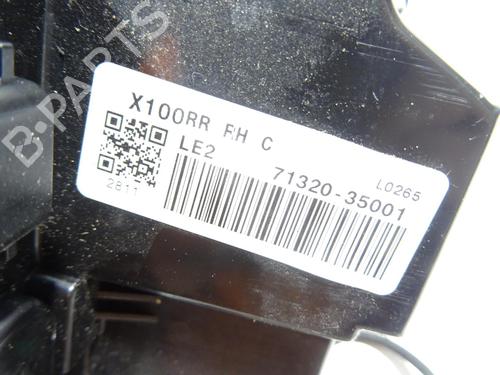 B-PARTS
X100RR RH C
LE2 71320-35001
L0265
2811